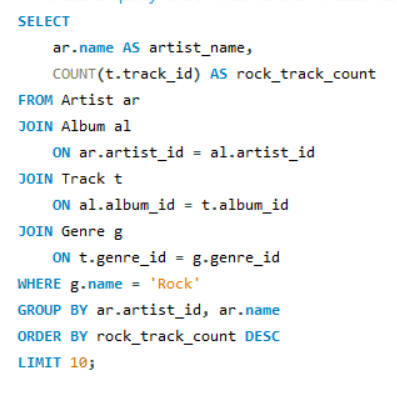 SELECT
    ar.name AS artist_name,
    COUNT(t.track_id) AS rock_track_count
FROM Artist ar
JOIN Album al
    ON ar.artist_id = al.artist_id
JOIN Track t
    ON al.album_id = t.album_id
JOIN Genre g
    ON t.genre_id = g.genre_id
WHERE g.name = 'Rock'
GROUP BY ar.artist_id, ar.name
ORDER BY rock_track_count DESC
LIMIT 10;